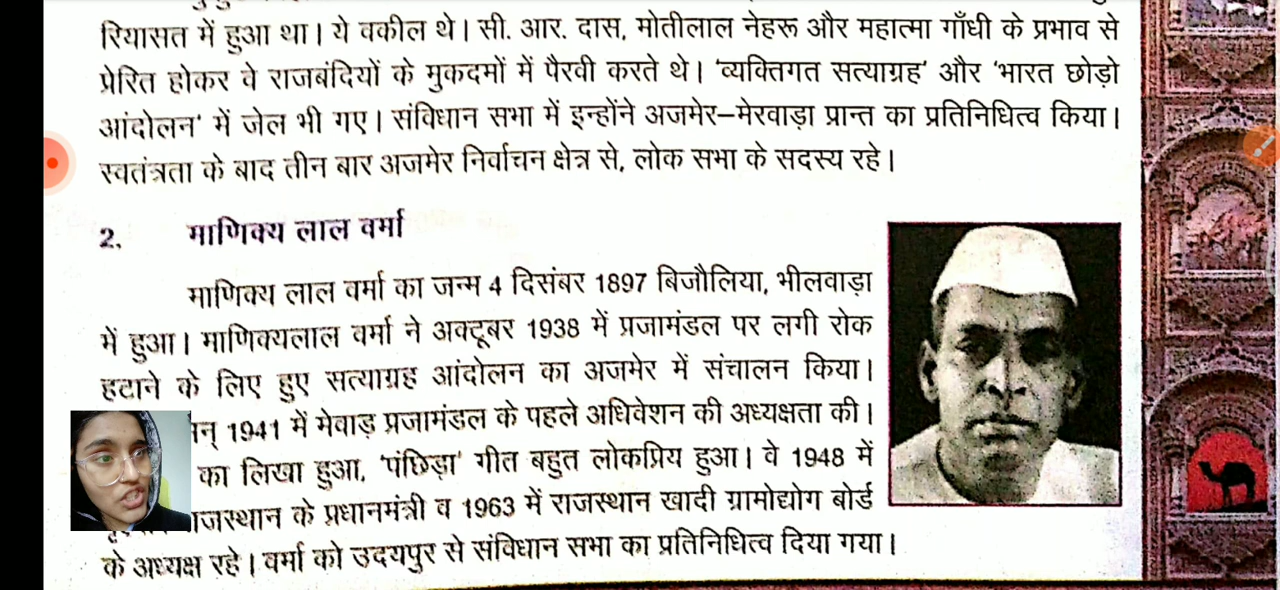 रियासत में हुआ था। ये वकील थे। सी. आर. दास, मोतीलाल नेहरू और महात्मा गाँधी के प्रभाव से
प्रेरित होकर वे राजबंदियों के मुकदमों में पैरवी करते थे। 'व्यक्तिगत सत्याग्रह' और 'भारत छोड़ो
आंदोलन' में जेल भी गए। संविधान सभा में इन्होंने अजमेर–मेरवाड़ा प्रान्त का प्रतिनिधित्व किया।
स्वतंत्रता के बाद तीन बार अजमेर निर्वाचन क्षेत्र से, लोक सभा के सदस्य रहे।
2. माणिक्य लाल वर्मा
माणिक्य लाल वर्मा का जन्म 4 दिसंबर 1897 बिजौलिया, भीलवाड़ा
में हुआ। माणिक्यलाल वर्मा ने अक्टूबर 1938 में प्रजामंडल पर लगी रोक
हटाने के लिए हुए सत्याग्रह आंदोलन का अजमेर में संचालन किया।
1941 में मेवाड़ प्रजामंडल के पहले अधिवेशन की अध्यक्षता की।
का लिखा हुआ, 'पंछिड़ा' गीत बहुत लोकप्रिय हुआ। वे 1948 में
के प्रधानमंत्री व 1963 में राजस्थान खादी ग्रामोद्योग बोर्ड
के अध्यक्ष रहे। वर्मा को उदयपुर से संविधान सभा का प्रतिनिधित्व दिया गया।